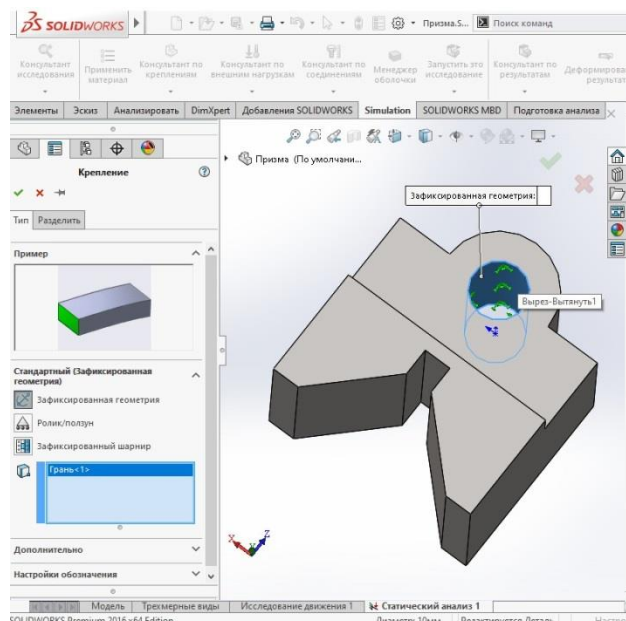 SOLIDWORKS
Призма.S...
Поиск команд
Консультант исследования
Применить материал
Консультант по креплениям
Консультант по внешним нагрузкам
Консультант по соединениям
Менеджер оболочки
Запустить это исследование
Консультант по результатам
Деформирова
результат
Элементы Эскиз Анализировать DimXpert Добавления SOLIDWORKS Simulation SOLIDWORKS MBD Подготовка анализа
Крепление
Призма (По умолчани...
Тип Разделить
Зафиксированная геометрия:
Пример
Вырез-Вытянуть1
Стандартный (Зафиксированная
геометрия)
Зафиксированная геометрия
Ролик/ползун
Зафиксированный шарнир
Грань<1>
Дополнительно
Настройки обозначения
X
Z
Модель Трехмерные виды Исследование движения 1 Статический анализ 1
SOLIDWORKS Premium 2016 x64 Edition
Диаметр: 10мм Редактируется Деталь Настро